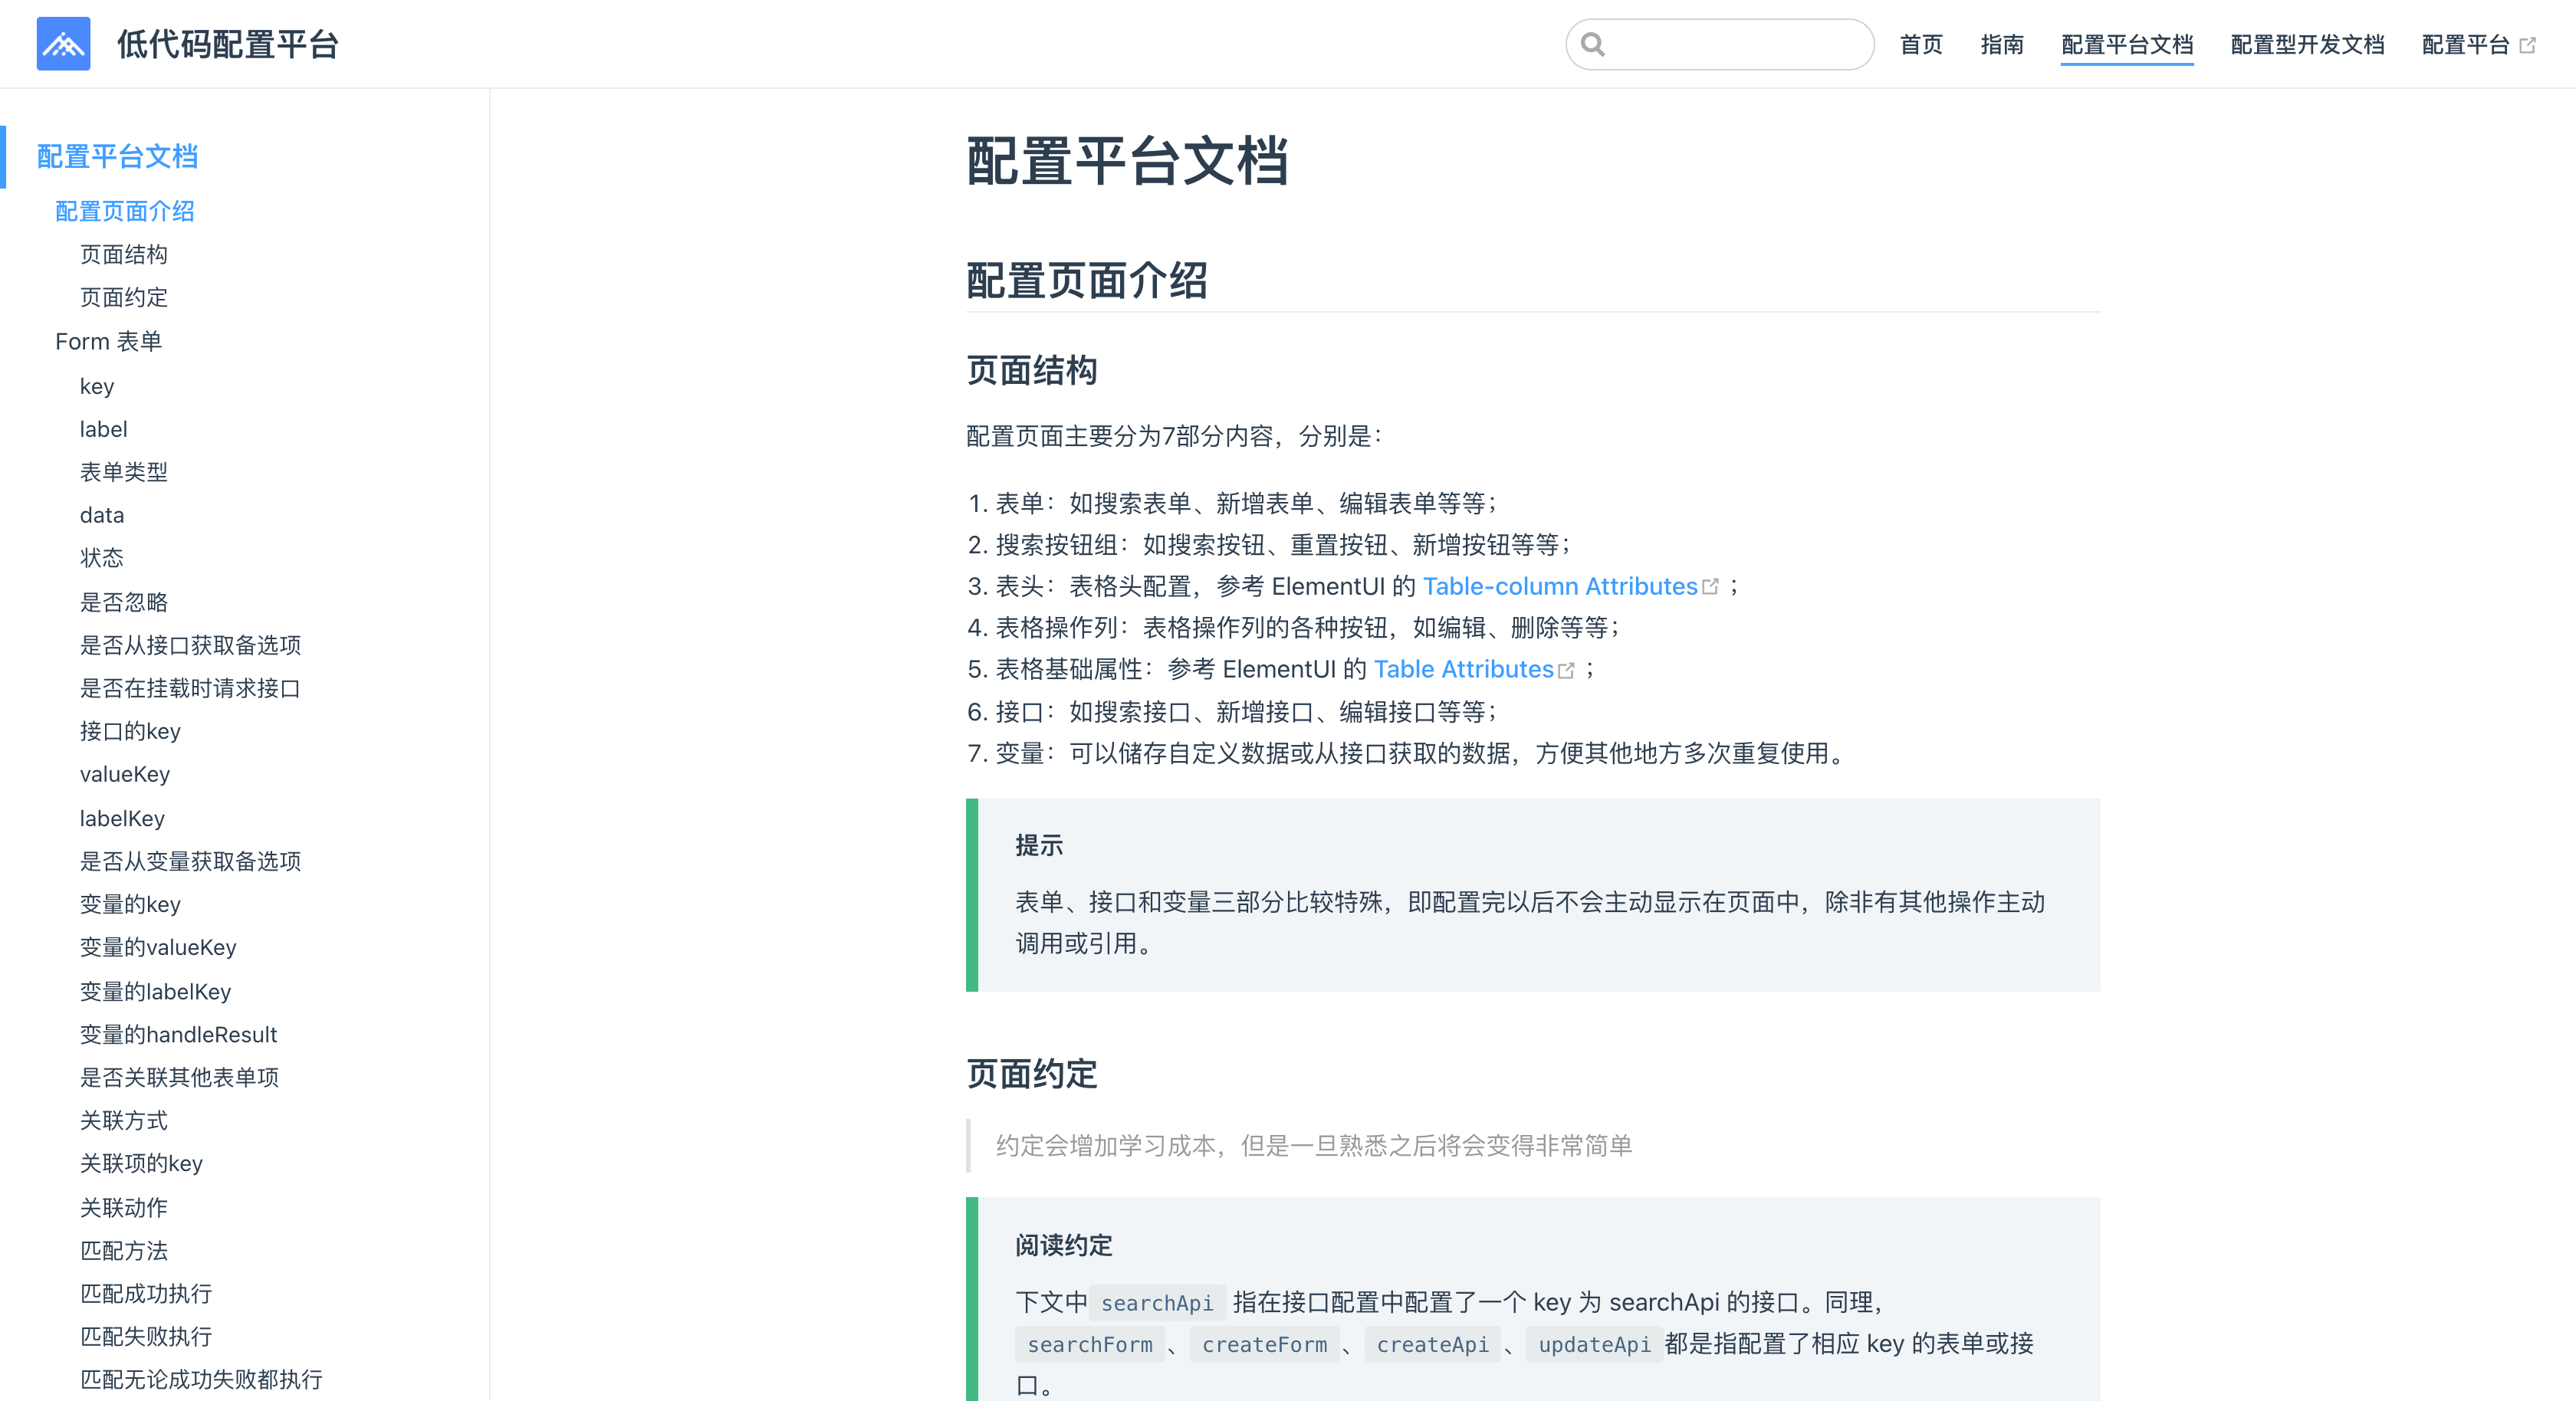 低代码配置平台
首页 指南 配置平台文档 配置型开发文档 配置平台
配置平台文档
配置页面介绍
页面结构
页面约定
Form 表单
key
label
表单类型
data
状态
是否忽略
是否从接口获取备选项
是否在挂载时请求接口
接口的key
valueKey
labelKey
是否从变量获取备选项
变量的key
变量的valueKey
变量的labelKey
变量的handleResult
是否关联其他表单项
关联方式
关联项的key
关联动作
匹配方法
匹配成功执行
匹配失败执行
匹配无论成功失败都执行
配置平台文档
配置页面介绍
页面结构
配置页面主要分为7部分内容，分别是：
1. 表单：如搜索表单、新增表单、编辑表单等等；
2. 搜索按钮组：如搜索按钮、重置按钮、新增按钮等等；
3. 表头：表格头配置，参考 ElementUI 的 Table-column Attributes ；
4. 表格操作列：表格操作列的各种按钮，如编辑、删除等等；
5. 表格基础属性：参考 ElementUI 的 Table Attributes ；
6. 接口：如搜索接口、新增接口、编辑接口等等；
7. 变量：可以储存自定义数据或从接口获取的数据，方便其他地方多次重复使用。
提示
表单、接口和变量三部分比较特殊，即配置完以后不会主动显示在页面中，除非有其他操作主动
调用或引用。
页面约定
约定会增加学习成本，但是一旦熟悉之后将会变得非常简单
阅读约定
下文中 searchApi 指在接口配置中配置了一个 key 为 searchApi 的接口。同理，
searchForm 、 createForm 、 createApi 、 updateApi 都是指配置了相应 key 的表单或接
口。